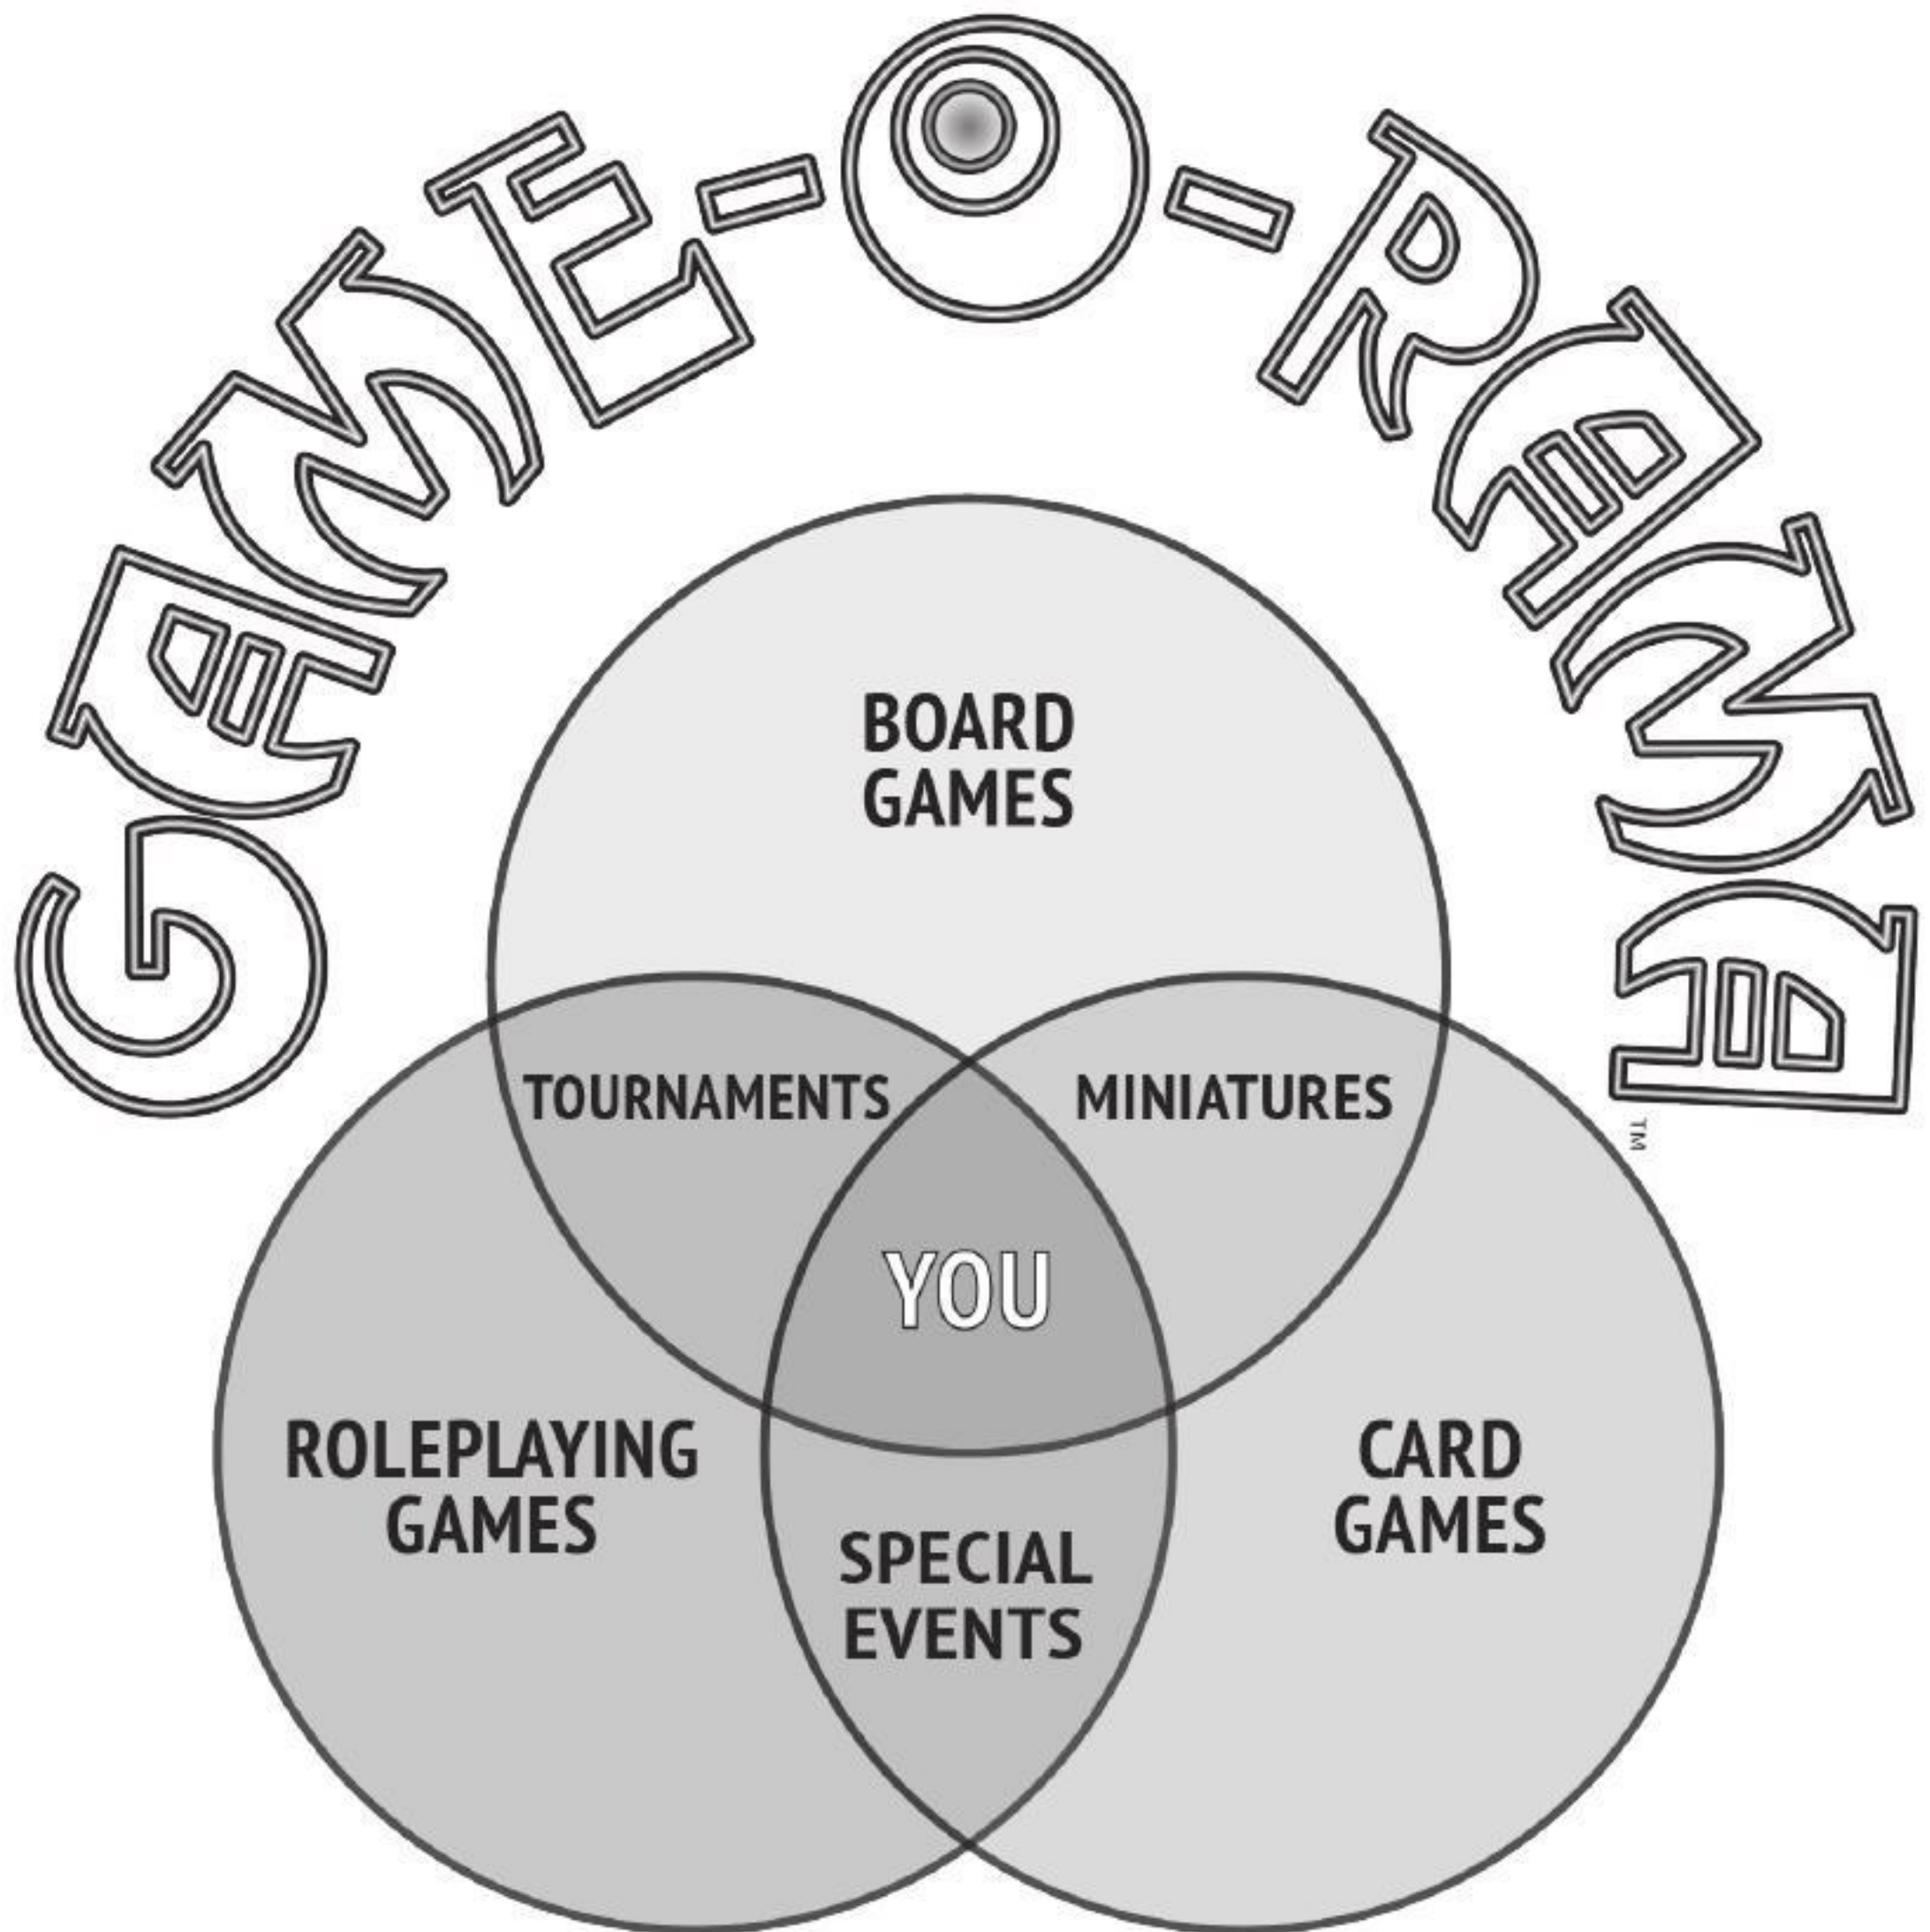 GAME-O-RAMA
TM
BOARD
GAMES
TOURNAMENTS
MINIATURES
YOU
ROLEPLAYING
GAMES
CARD
GAMES
SPECIAL
EVENTS